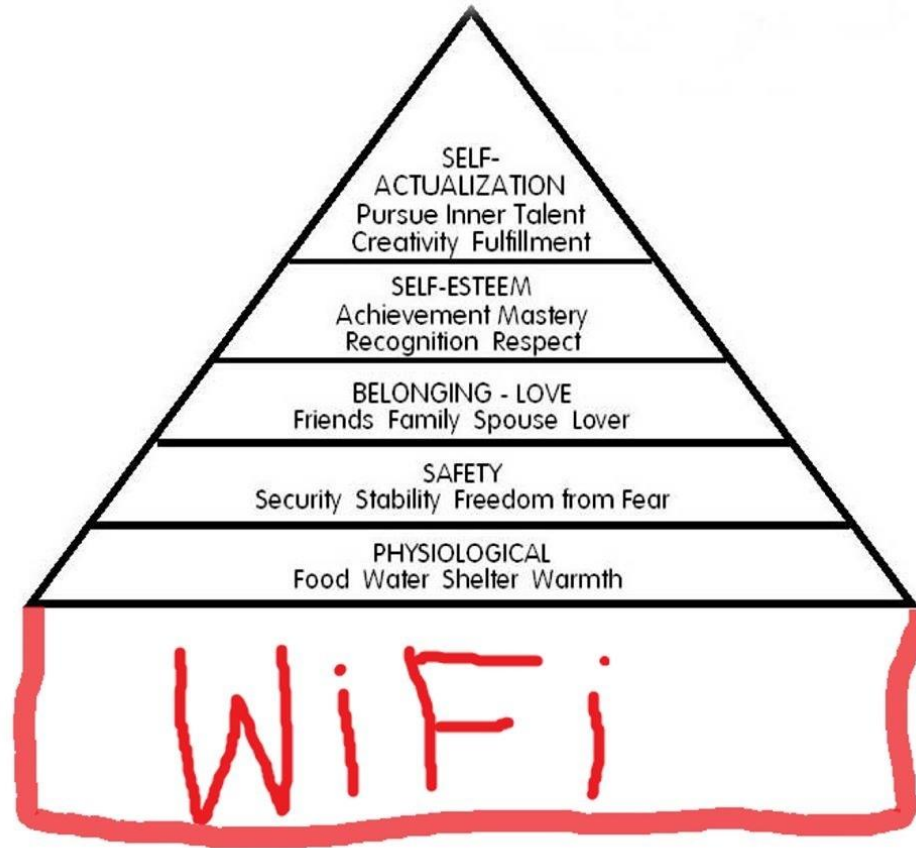 SELF-
ACTUALIZATION
Pursue Inner Talent
Creativity Fulfillment
SELF-ESTEEM
Achievement Mastery
Recognition Respect
BELONGING - LOVE
Friends Family Spouse Lover
SAFETY
Security Stability Freedom from Fear
PHYSIOLOGICAL
Food Water Shelter Warmth
WiFi